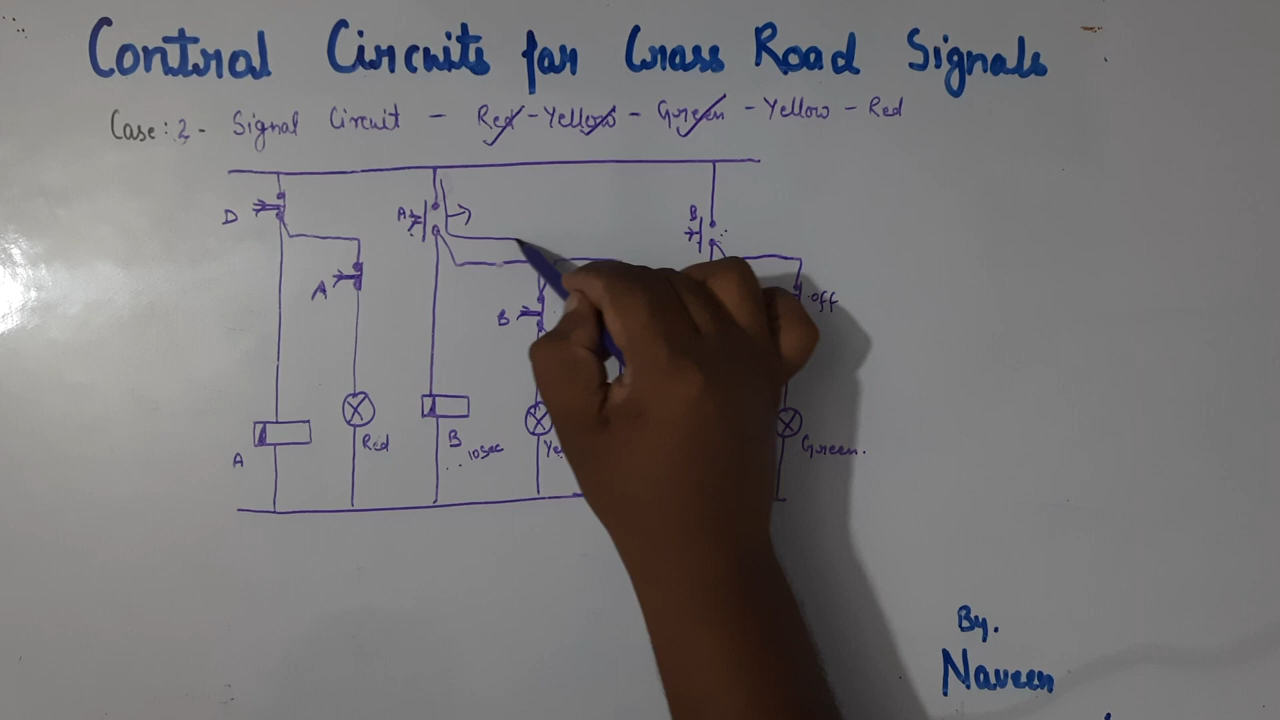 Control Circuits for Cross Road Signals
Case: 2 - Signal Circuit - Red - Yellow - Green - Yellow - Red
D
A
B
A
off
B
A
Red
B
10sec
Ye
Green.
By.
Naveen